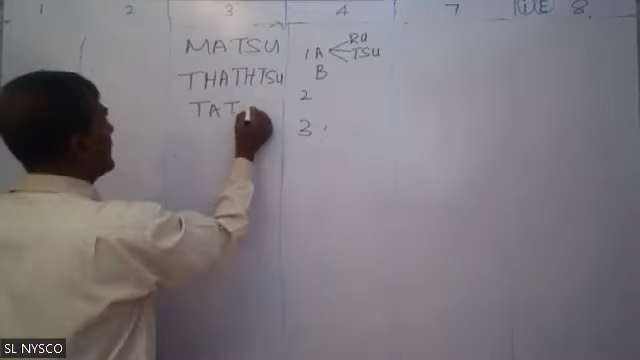 1 2 3 4 7 8.
MATSU
THATHTSU
TAT
1 A RU
TSU
B
2
3
SL NYSCO